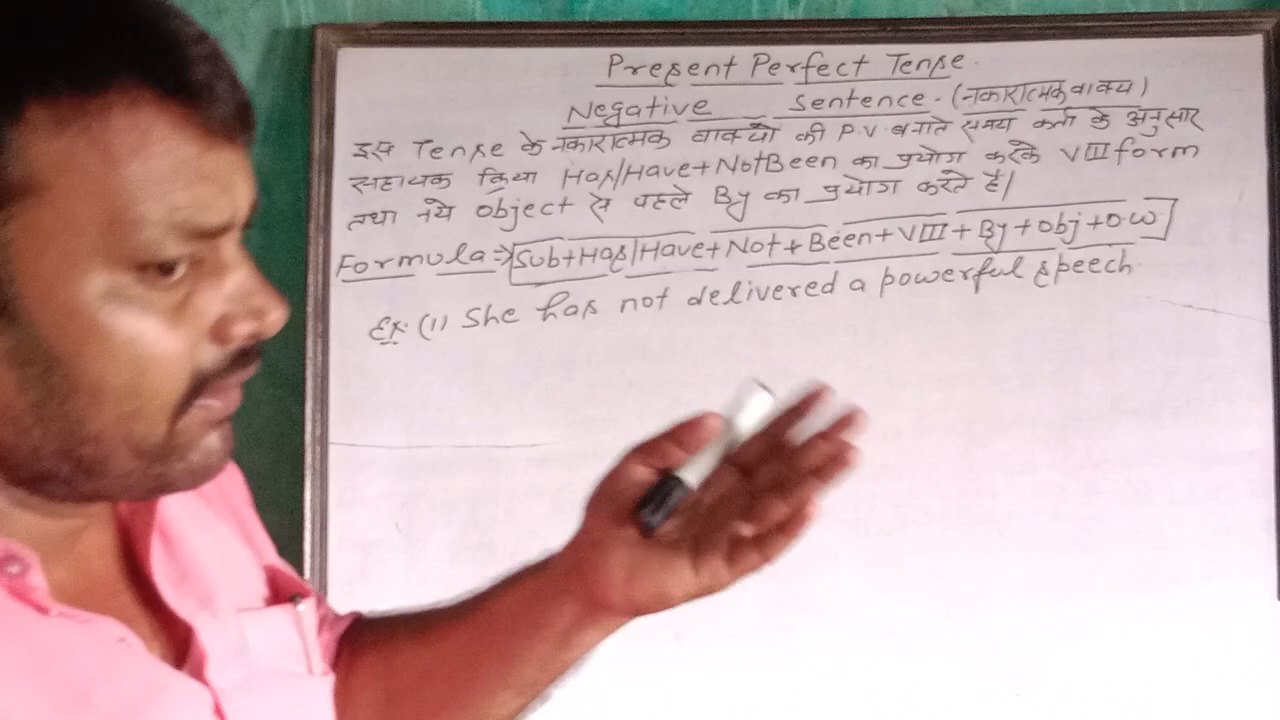 Present Perfect Tense.
Negative Sentence. (नकारात्मक वाक्य)
इस Tense के नकारात्मक वाक्यों की P.V. बनाते समय कर्ता के अनुसार
सहायक क्रिया Has/Have+NotBeen का प्रयोग करके VIII form
तथा नये object से पहले By का प्रयोग करते हैं।
Formula⇒ Sub+Has/Have+Not+Been+VIII+By+Obj+O.W
Ex. (1) She has not delivered a powerful speech